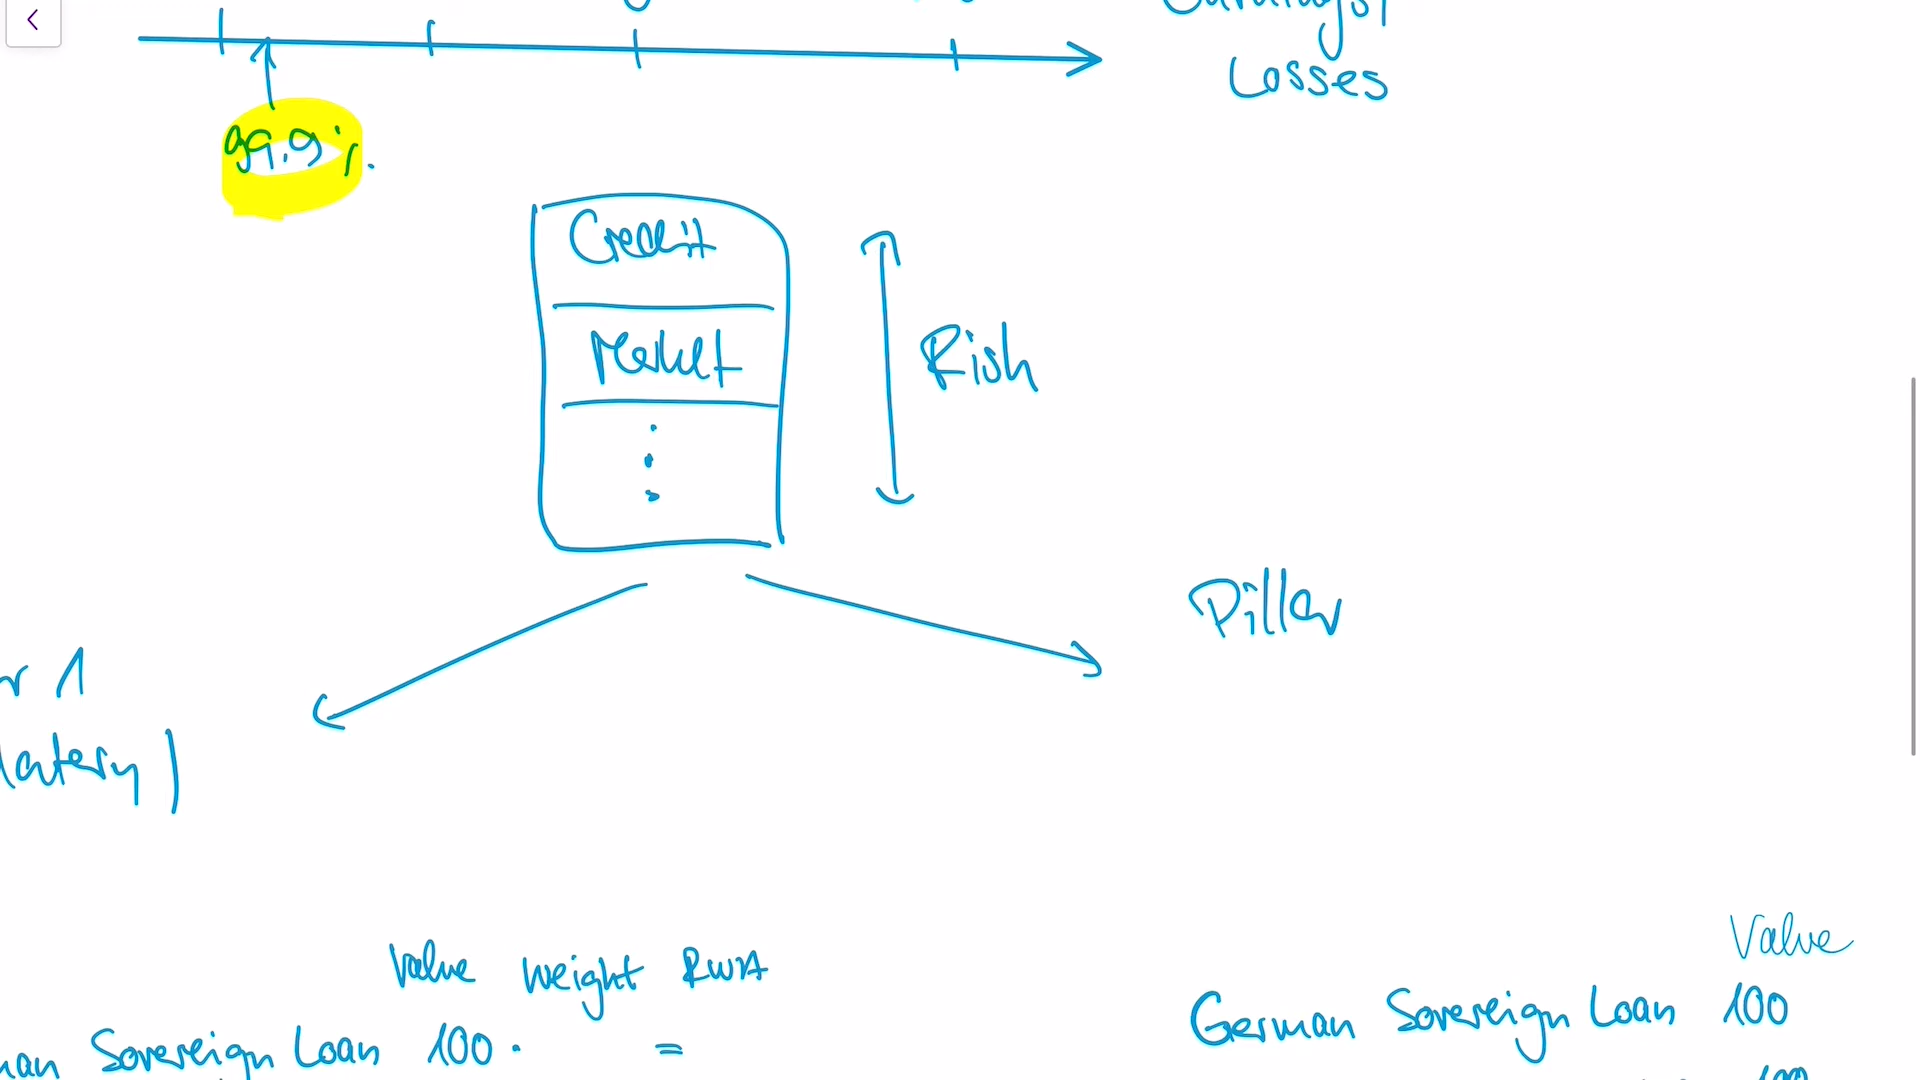 Losses
99.9%.
Credit
Market
Risk
Pillar
r 1
latory)
Value weight RWA
Value
German Sovereign Loan 100
man Sovereign Loan 100 · =